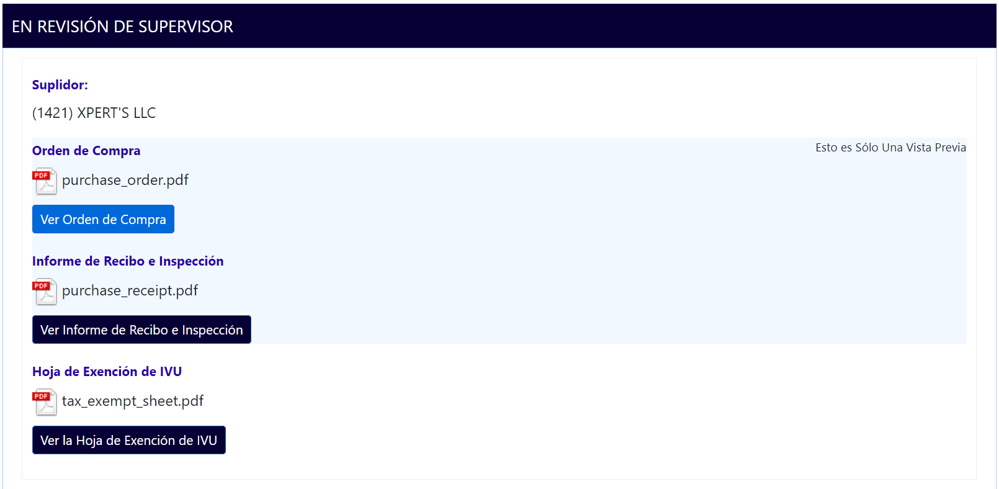 EN REVISIÓN DE SUPERVISOR
Suplidor:
(1421) XPERT'S LLC
Orden de Compra
Esto es Sólo Una Vista Previa
PDF
purchase_order.pdf
Ver Orden de Compra
Informe de Recibo e Inspección
PDF
purchase_receipt.pdf
Ver Informe de Recibo e Inspección
Hoja de Exención de IVU
PDF
tax_exempt_sheet.pdf
Ver la Hoja de Exención de IVU